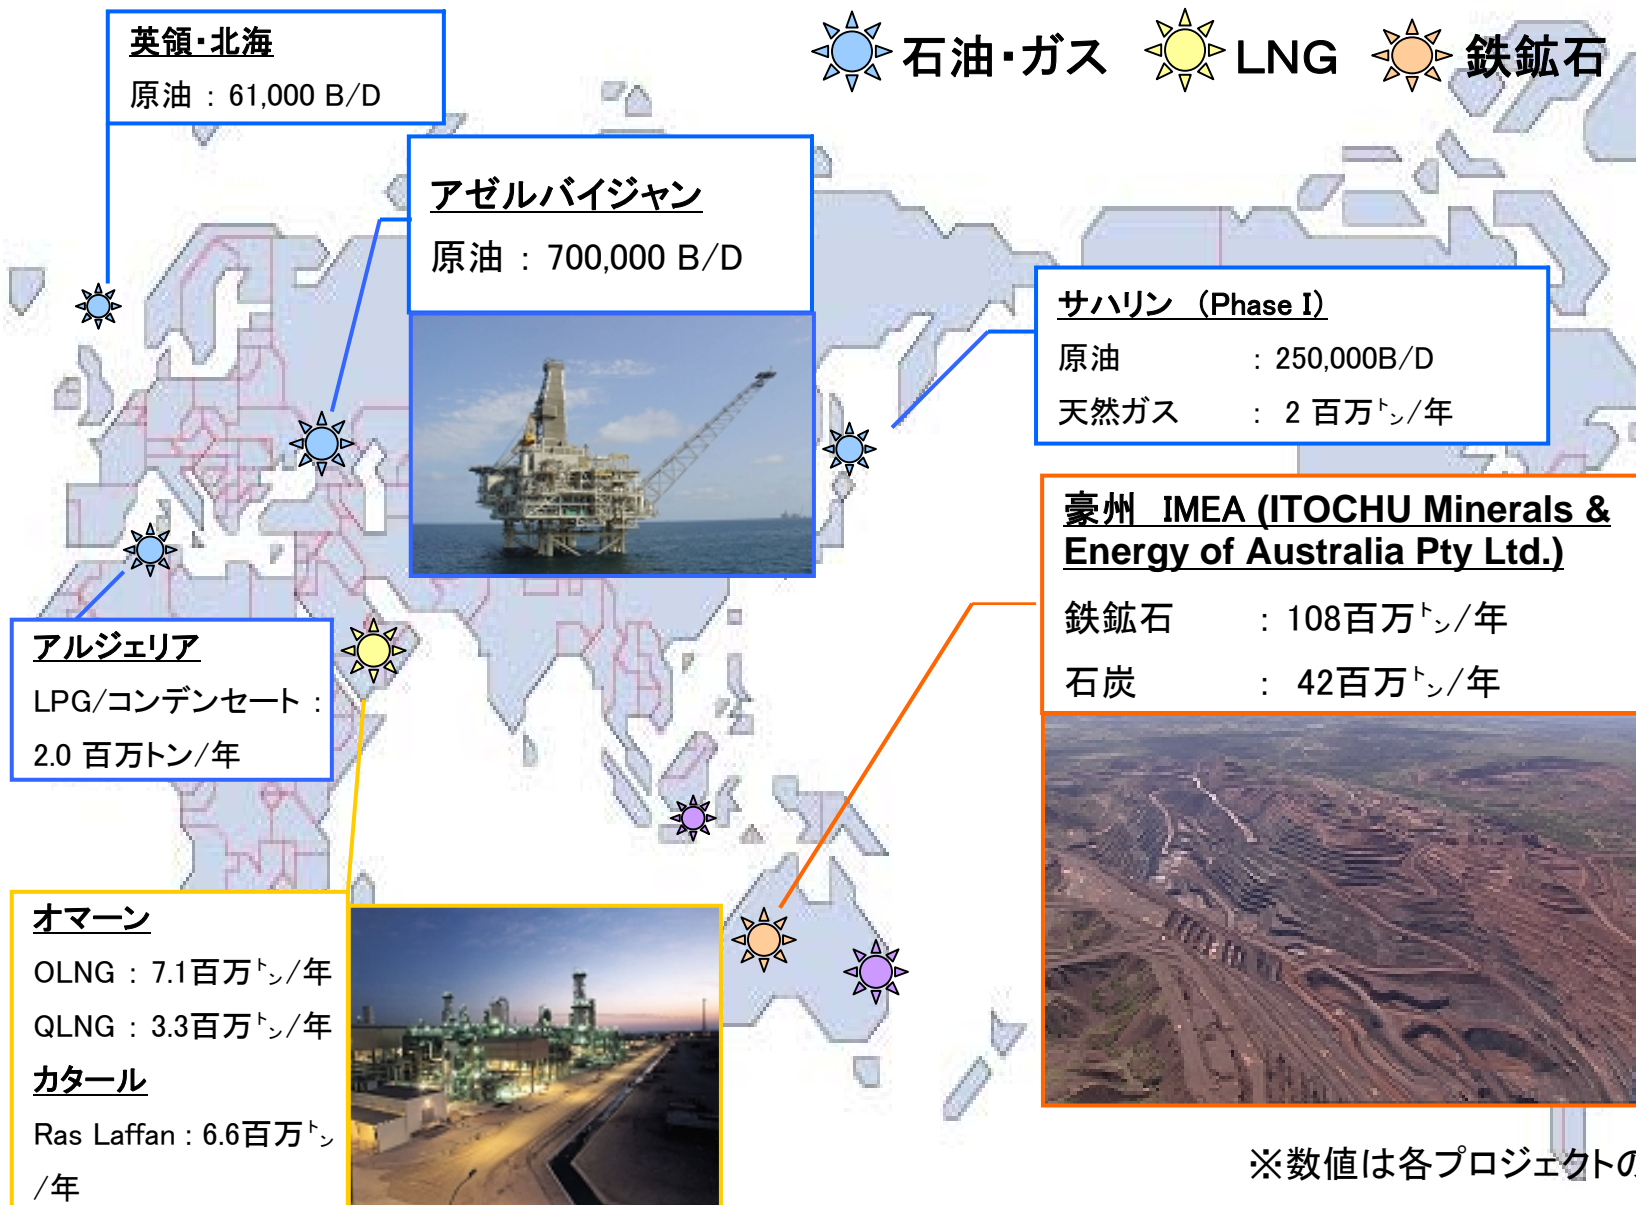 石油・ガス
LNG
鉄鉱石
英領・北海
原油 : 61,000 B/D
アゼルバイジャン
原油 : 700,000 B/D
サハリン (Phase I)
原油 : 250,000B/D
天然ガス : 2 百万トン/年
豪州 IMEA (ITOCHU Minerals &
Energy of Australia Pty Ltd.)
鉄鉱石 : 108百万トン/年
石炭 : 42百万トン/年
アルジェリア
LPG/コンデンセート :
2.0 百万トン/年
オマーン
OLNG : 7.1百万トン/年
QLNG : 3.3百万トン/年
カタール
Ras Laffan : 6.6百万トン
/年
※数値は各プロジェクトの